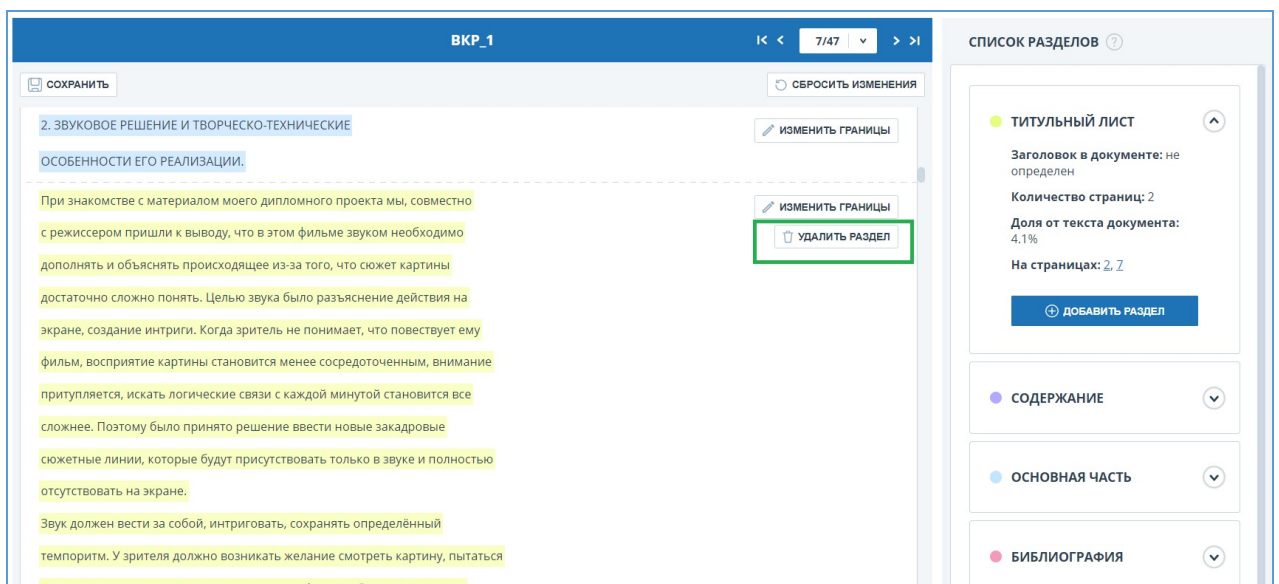 ВКР_1
7/47
СПИСОК РАЗДЕЛОВ ?
СОХРАНИТЬ
СБРОСИТЬ ИЗМЕНЕНИЯ
2. ЗВУКОВОЕ РЕШЕНИЕ И ТВОРЧЕСКО-ТЕХНИЧЕСКИЕ
ИЗМЕНИТЬ ГРАНИЦЫ
ОСОБЕННОСТИ ЕГО РЕАЛИЗАЦИИ.
При знакомстве с материалом моего дипломного проекта мы, совместно
ИЗМЕНИТЬ ГРАНИЦЫ
с режиссером пришли к выводу, что в этом фильме звуком необходимо
УДАЛИТЬ РАЗДЕЛ
дополнять и объяснять происходящее из-за того, что сюжет картины
достаточно сложно понять. Целью звука было разъяснение действия на
экране, создание интриги. Когда зритель не понимает, что повествует ему
фильм, восприятие картины становится менее сосредоточенным, внимание
притупляется, искать логические связи с каждой минутой становится все
сложнее. Поэтому было принято решение ввести новые закадровые
сюжетные линии, которые будут присутствовать только в звуке и полностью
отсутствовать на экране.
Звук должен вести за собой, интриговать, сохранять определённый
темпоритм. У зрителя должно возникать желание смотреть картину, пытаться
ТИТУЛЬНЫЙ ЛИСТ
Заголовок в документе: не
определен
Количество страниц: 2
Доля от текста документа:
4.1%
На страницах: 2, 7
ДОБАВИТЬ РАЗДЕЛ
СОДЕРЖАНИЕ
ОСНОВНАЯ ЧАСТЬ
БИБЛИОГРАФИЯ